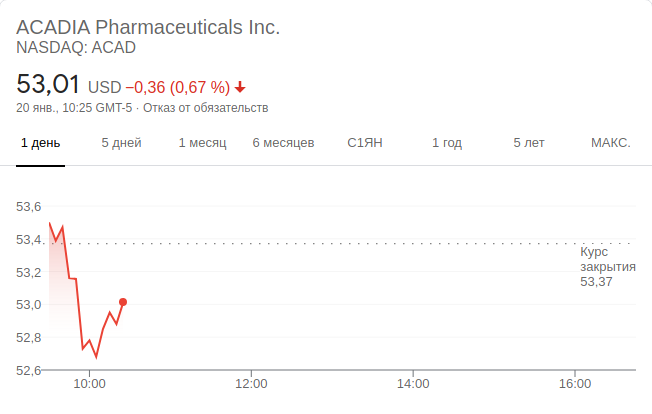 ACADIA Pharmaceuticals Inc.
NASDAQ: ACAD
53,01 USD −0,36 (0,67 %)
20 янв., 10:25 GMT-5 · Отказ от обязательств
1 день 5 дней 1 месяц 6 месяцев С1ЯН 1 год 5 лет МАКС.
53,6
53,4
Курс
закрытия
53,37
53,2
53,0
52,8
52,6
10:00 12:00 14:00 16:00